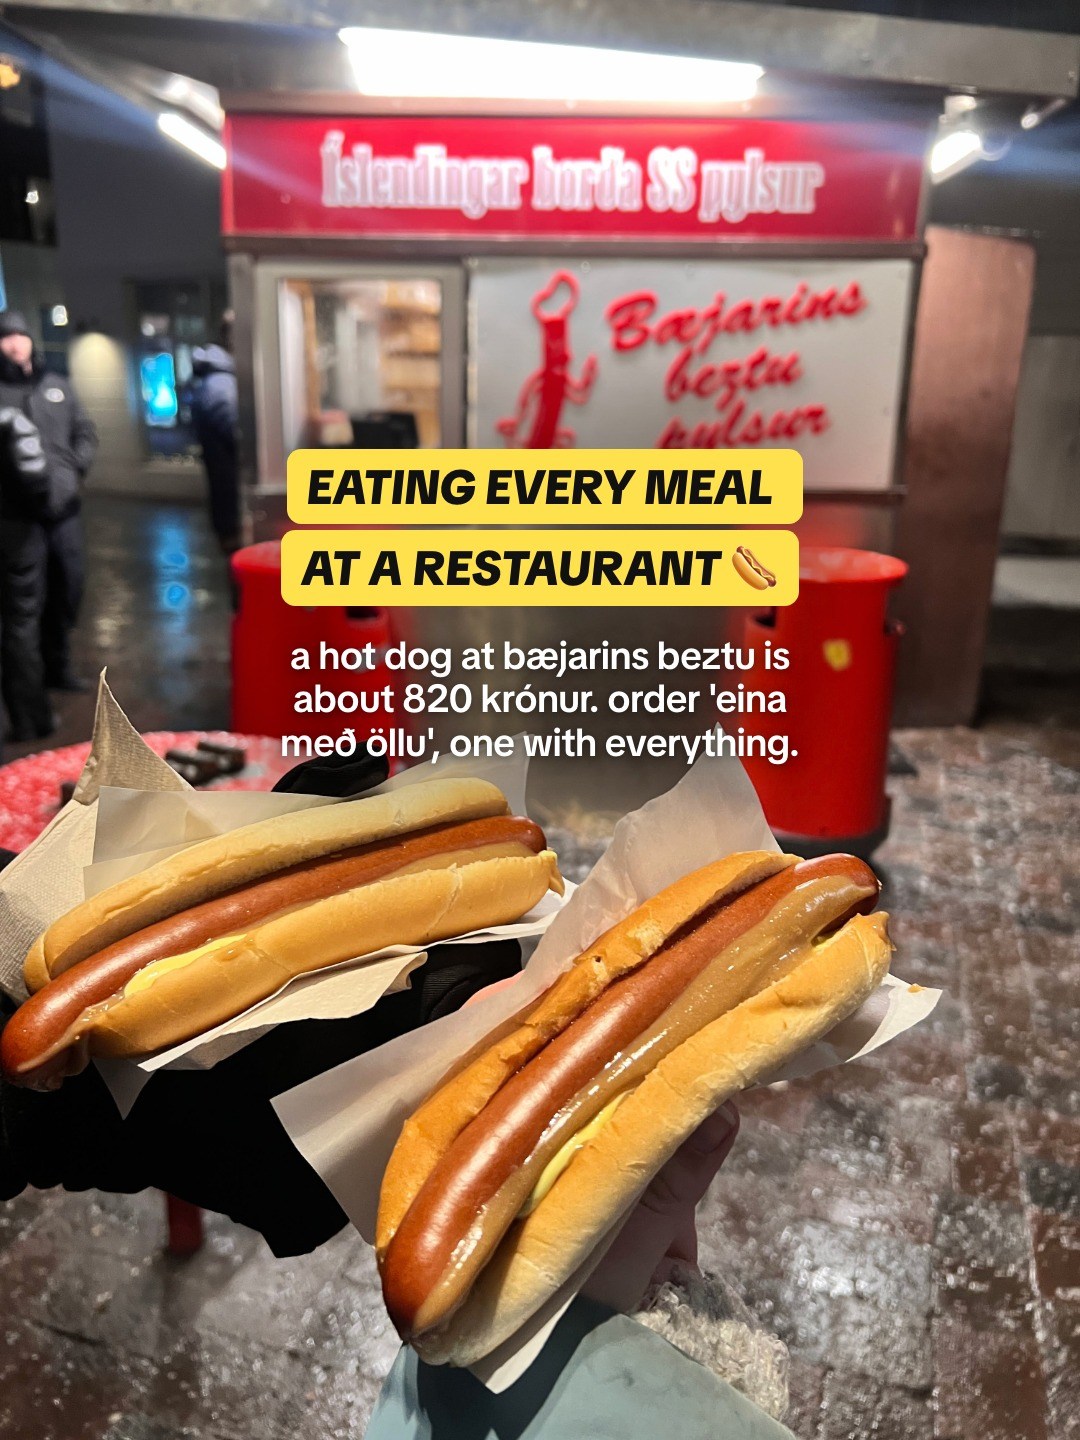 Íslendingar borða SS pylsur
Bæjarins
beztu
pylsur
EATING EVERY MEAL
AT A RESTAURANT
a hot dog at bæjarins beztu is
about 820 krónur. order 'eina
með öllu', one with everything.